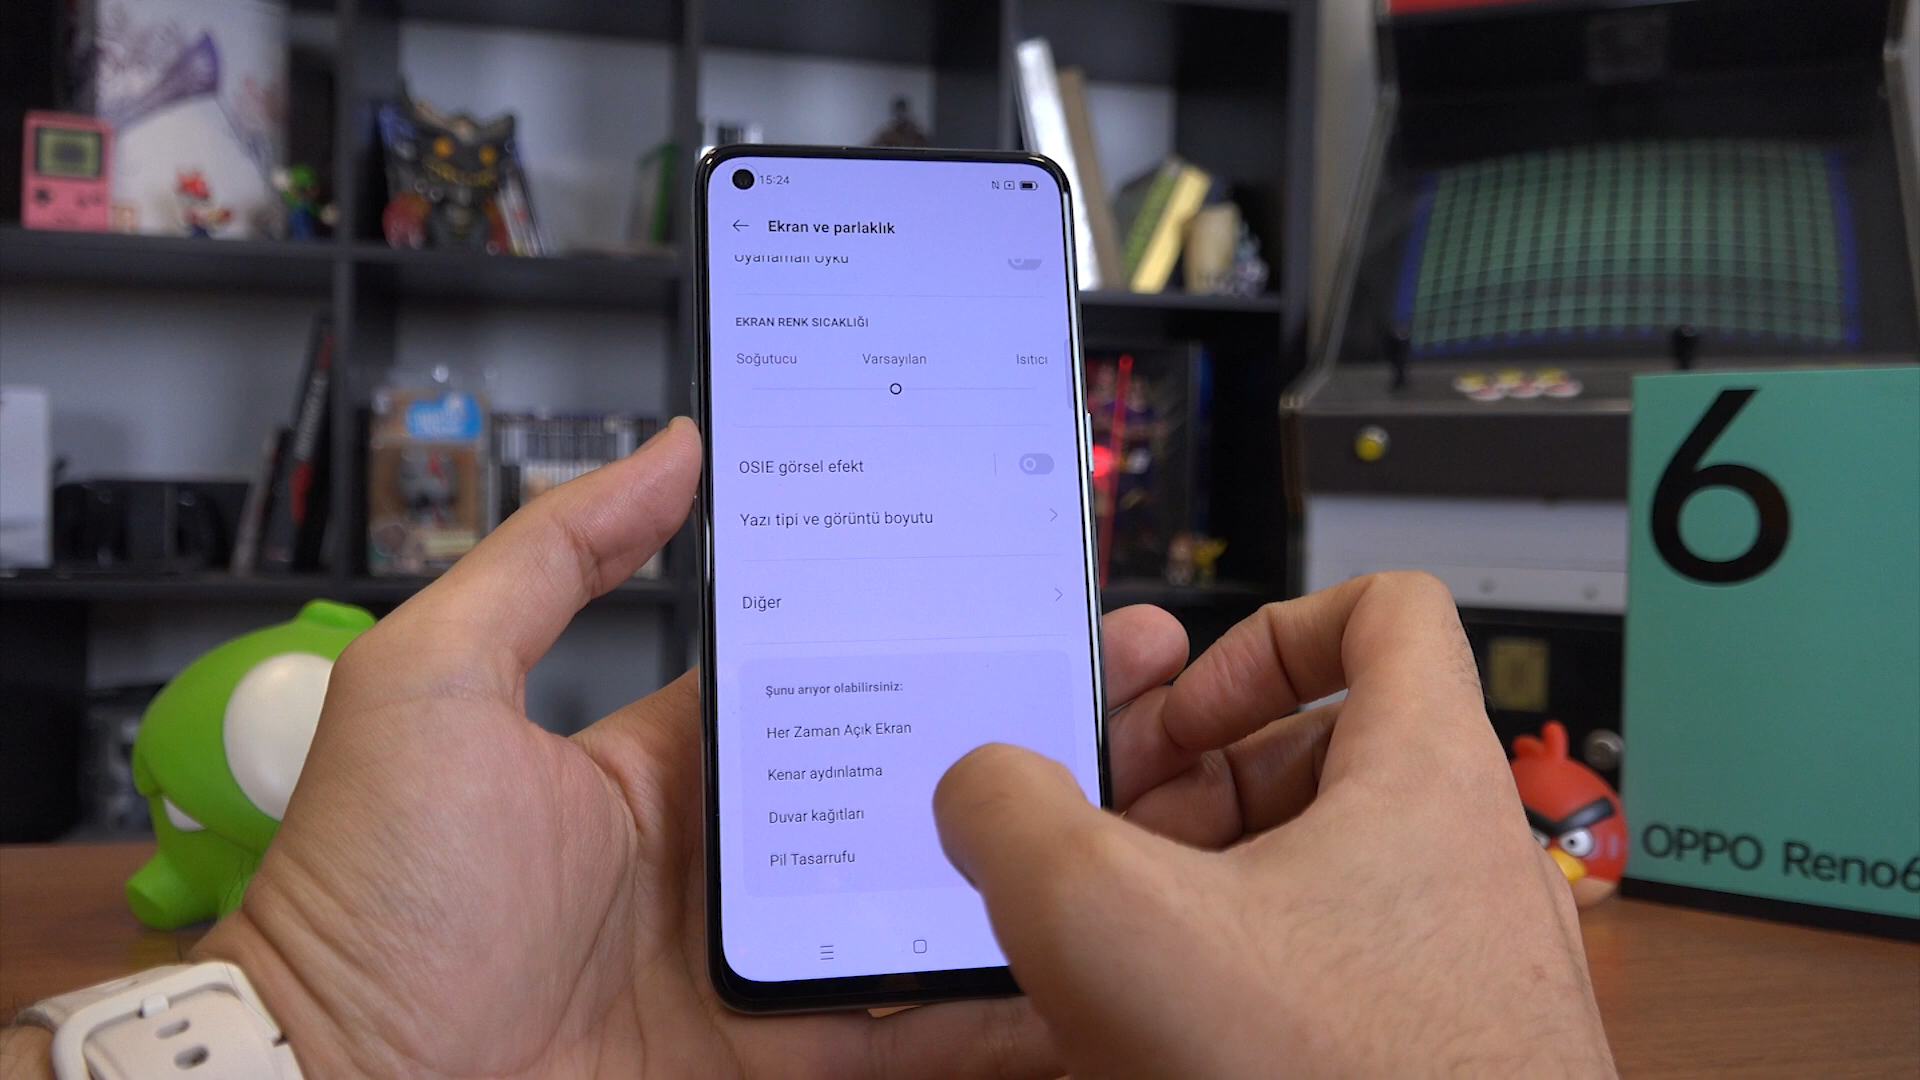 15:24
Ekran ve parlaklık
EKRAN RENK SICAKLIĞI
Soğutucu Varsayılan Isıtıcı
OSIE görsel efekt
Yazı tipi ve görüntü boyutu
Diğer
Şunu arıyor olabilirsiniz:
Her Zaman Açık Ekran
Kenar aydınlatma
Duvar kağıtları
Pil Tasarrufu
6
OPPO Reno6